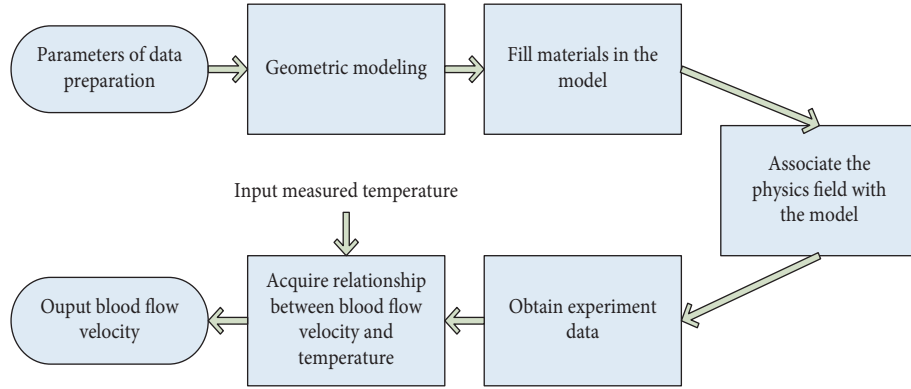 Parameters of data
preparation
Geometric modeling
Fill materials in the
model
Associate the
physics field with
the model
Input measured temperature
Obtain experiment
data
Acquire relationship
between blood flow
velocity and
temperature
Ouput blood flow
velocity